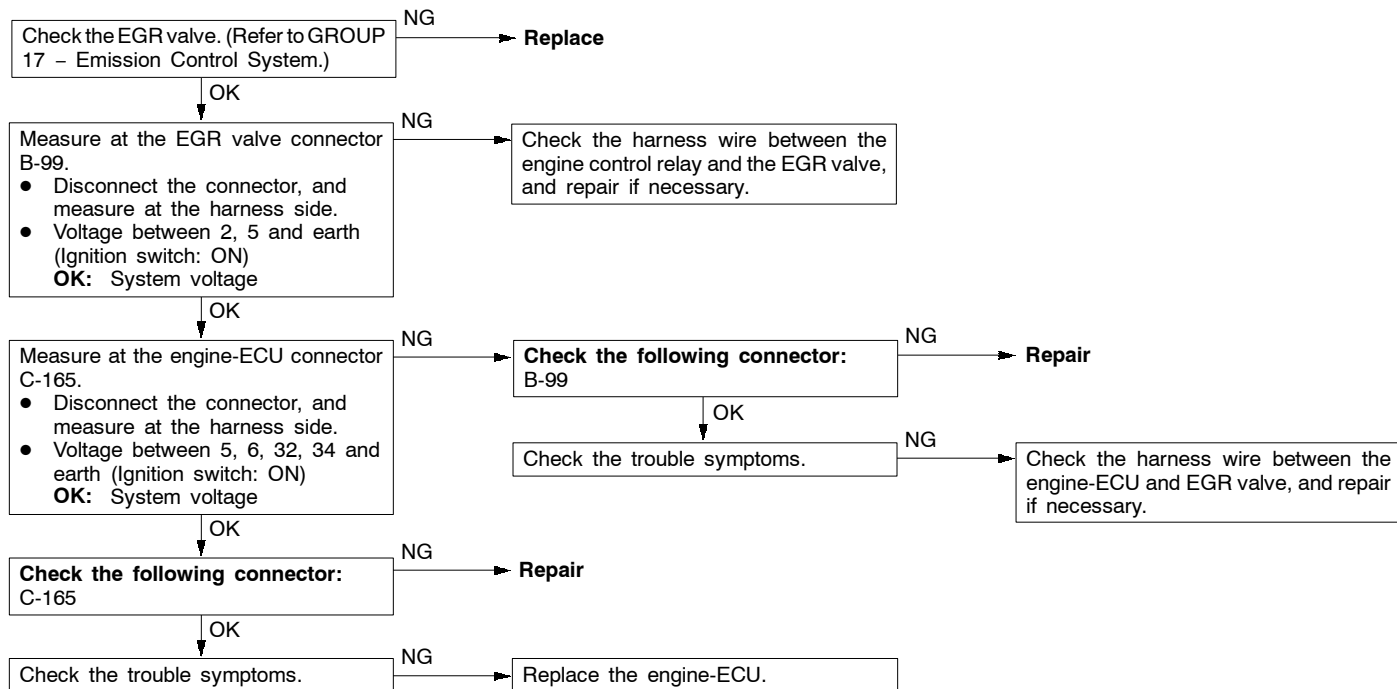 Check the EGR valve. (Refer to GROUP
17 – Emission Control System.)
NG
Replace
OK
Measure at the EGR valve connector
B-99.
● Disconnect the connector, and
measure at the harness side.
● Voltage between 2, 5 and earth
(Ignition switch: ON)
OK: System voltage
NG
Check the harness wire between the
engine control relay and the EGR valve,
and repair if necessary.
OK
Measure at the engine-ECU connector
C-165.
● Disconnect the connector, and
measure at the harness side.
● Voltage between 5, 6, 32, 34 and
earth (Ignition switch: ON)
OK: System voltage
NG
Check the following connector:
B-99
NG
Repair
OK
Check the trouble symptoms.
NG
Check the harness wire between the
engine-ECU and EGR valve, and repair
if necessary.
OK
Check the following connector:
C-165
NG
Repair
OK
Check the trouble symptoms.
NG
Replace the engine-ECU.